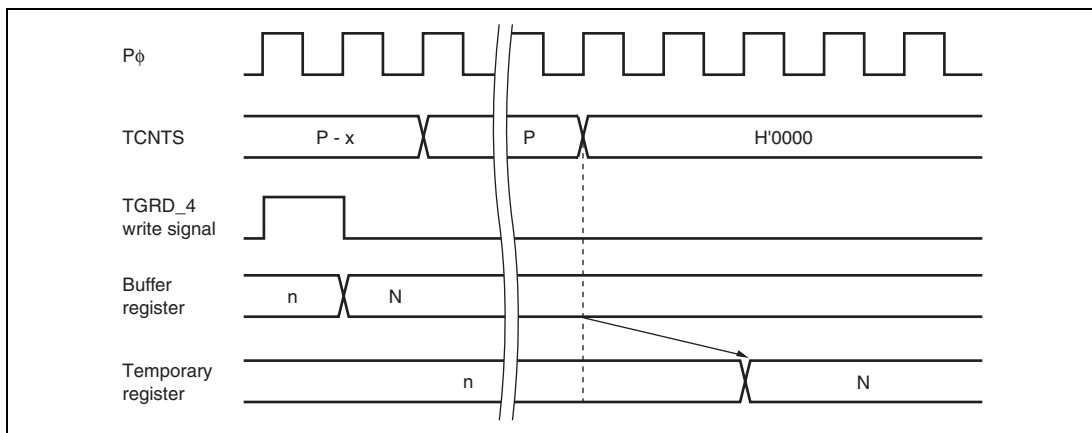 Pφ
TCNTS
P - x
P
H'0000
TGRD_4
write signal
Buffer
register
n
N
Temporary
register
n
N